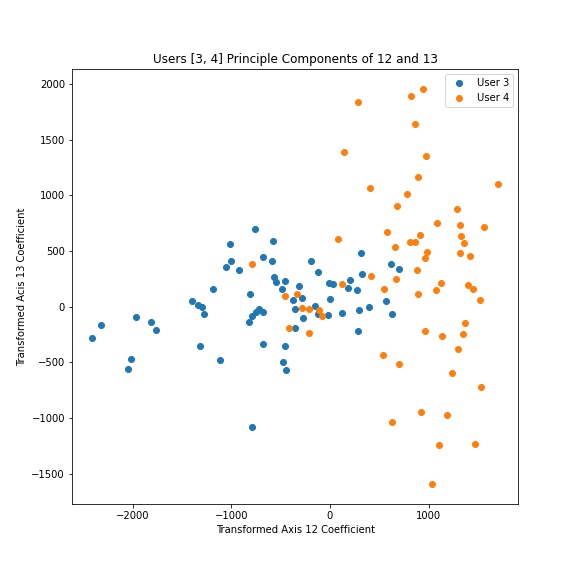 Users [3, 4] Principle Components of 12 and 13
User 3
User 4
2000
1500
1000
500
0
−500
−1000
−1500
Transformed Acis 13 Coefficient
−2000
−1000
0
1000
Transformed Axis 12 Coefficient